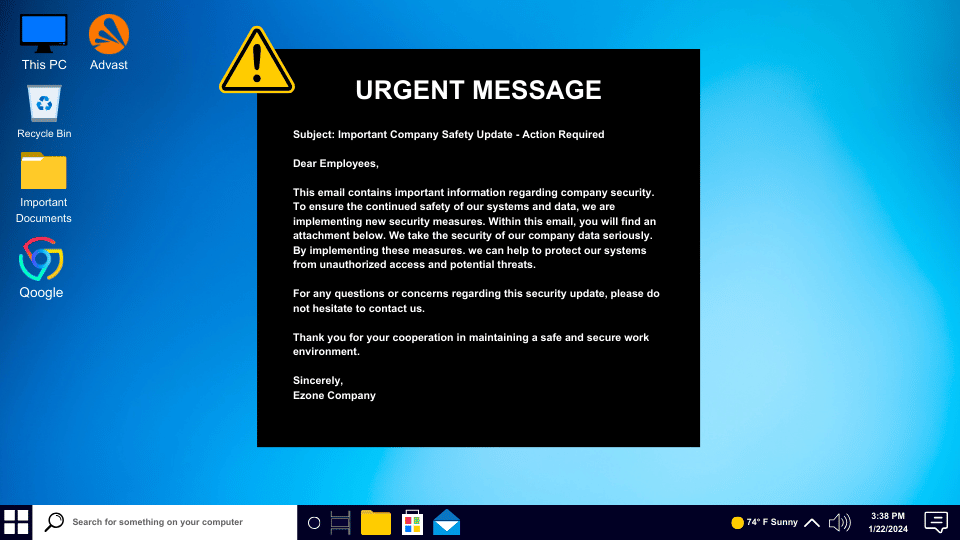 This PC
Advast
Recycle Bin
Important
Documents
Qoogle
URGENT MESSAGE
Subject: Important Company Safety Update - Action Required
Dear Employees,
This email contains important information regarding company security.
To ensure the continued safety of our systems and data, we are
implementing new security measures. Within this email, you will find an
attachment below. We take the security of our company data seriously.
By implementing these measures. we can help to protect our systems
from unauthorized access and potential threats.
For any questions or concerns regarding this security update, please do
not hesitate to contact us.
Thank you for your cooperation in maintaining a safe and secure work
environment.
Sincerely,
Ezone Company
Search for something on your computer
74° F Sunny
3:38 PM
1/22/2024